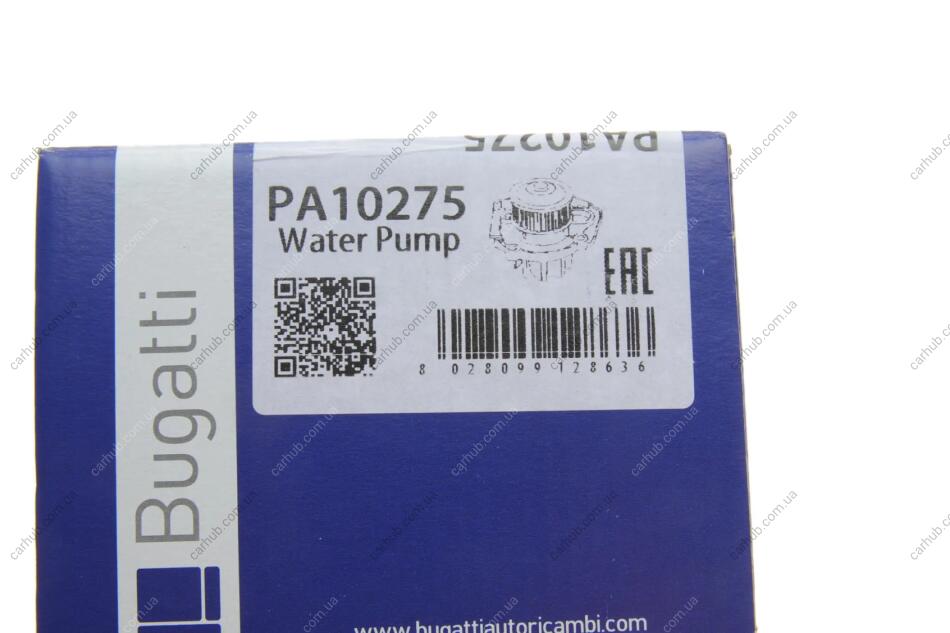 PA10275
PA10275
Water Pump
EAC
8 028099 128636
Bugatti
www.bugattiautoricambi.com
carhub.com.ua